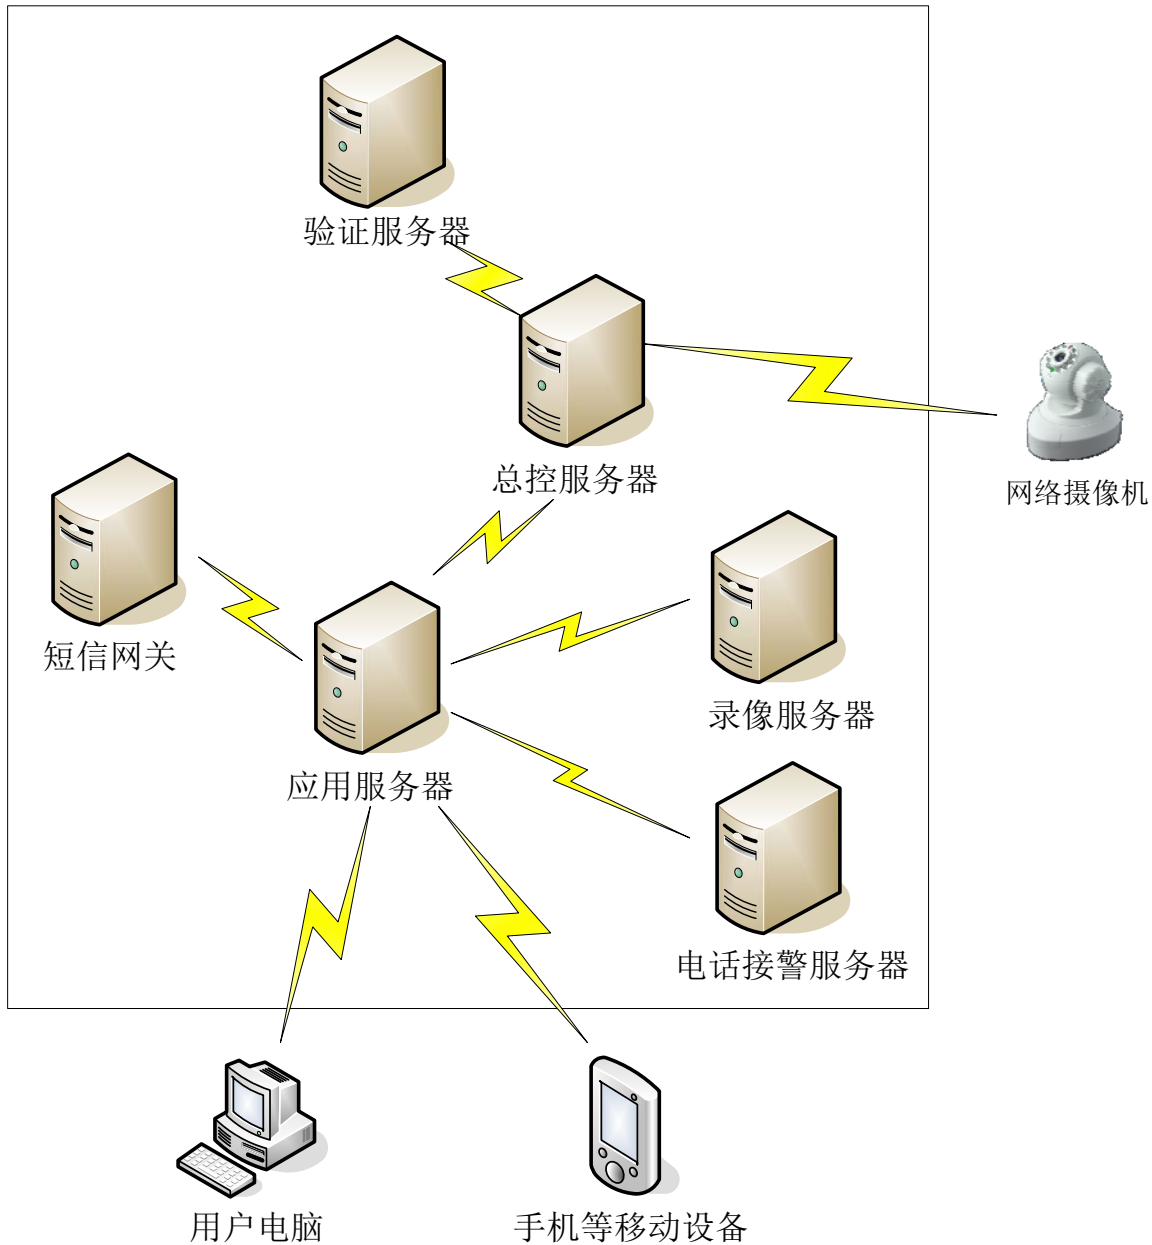 验证服务器
总控服务器
网络摄像机
短信网关
录像服务器
应用服务器
电话接警服务器
用户电脑
手机等移动设备